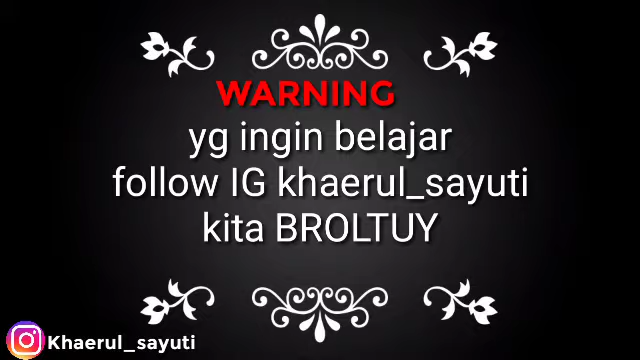 WARNING
yg ingin belajar
follow IG khaerul_sayuti
kita BROLTUY
Khaerul_sayuti